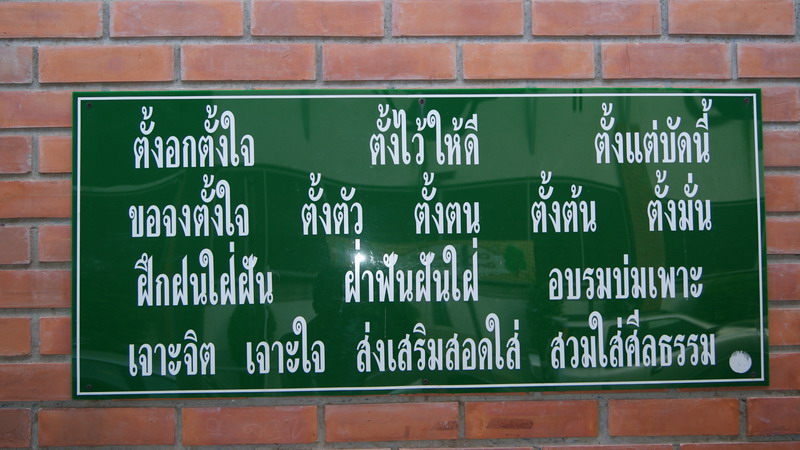 ตั้งอกตั้งใจ ตั้งไว้ให้ดี ตั้งแต่บัดนี้
ขอจงตั้งใจ ตั้งตัว ตั้งตน ตั้งต้น ตั้งมั่น
ฝึกฝนใฝ่ฝัน ฝ่าฟันฝันใฝ่ อบรมบ่มเพาะ
เจาะจิต เจาะใจ ส่งเสริมสอดใส่ สวมใส่ศีลธรรม